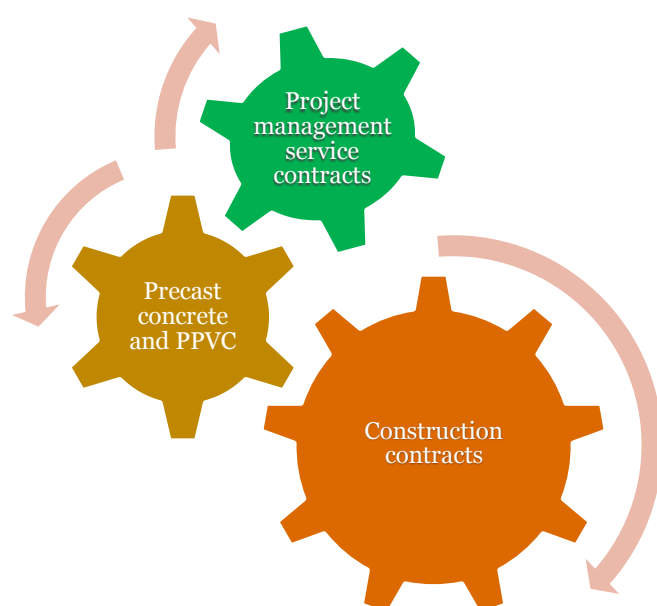 Project
management
service
contracts
Precast
concrete
and PPVC
Construction
contracts